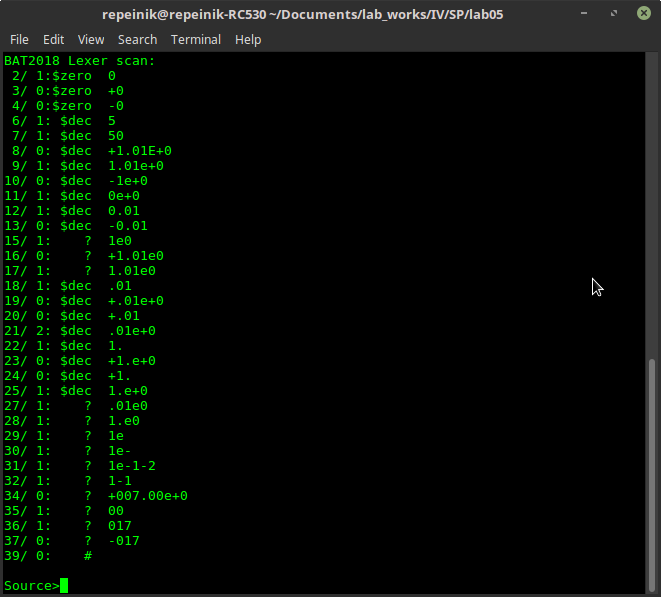 repeinik@repeinik-RC530 ~/Documents/lab_works/IV/SP/lab05
File Edit View Search Terminal Help
BAT2018 Lexer scan:
 2/ 1:$zero  0
 3/ 0:$zero  +0
 4/ 0:$zero  -0
 6/ 1: $dec  5
 7/ 1: $dec  50
 8/ 0: $dec  +1.01E+0
 9/ 1: $dec  1.01e+0
10/ 0: $dec  -1e+0
11/ 1: $dec  0e+0
12/ 1: $dec  0.01
13/ 0: $dec  -0.01
15/ 1:    ?  1e0
16/ 0:    ?  +1.01e0
17/ 1:    ?  1.01e0
18/ 1: $dec  .01
19/ 0: $dec  +.01e+0
20/ 0: $dec  +.01
21/ 2: $dec  .01e+0
22/ 1: $dec  1.
23/ 0: $dec  +1.e+0
24/ 0: $dec  +1.
25/ 1: $dec  1.e+0
27/ 1:    ?  .01e0
28/ 1:    ?  1.e0
29/ 1:    ?  1e
30/ 1:    ?  1e-
31/ 1:    ?  1e-1-2
32/ 1:    ?  1-1
34/ 0:    ?  +007.00e+0
35/ 1:    ?  00
36/ 1:    ?  017
37/ 0:    ?  -017
39/ 0:    #
Source>